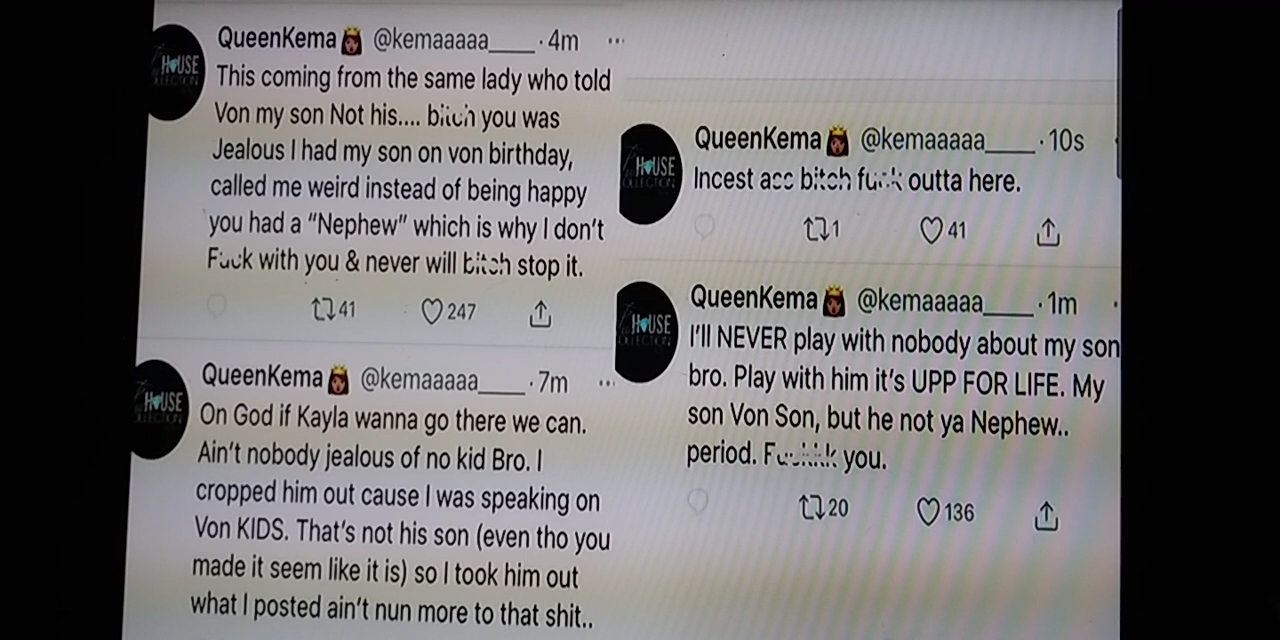 QueenKema @kemaaaaa____ · 4m ...
This coming from the same lady who told
Von my son Not his.... bitch you was
Jealous I had my son on von birthday,
called me weird instead of being happy
you had a “Nephew” which is why I don’t
Fuck with you & never will bitch stop it.
41 247
QueenKema @kemaaaaa____ · 7m ...
On God if Kayla wanna go there we can.
Ain’t nobody jealous of no kid Bro. I
cropped him out cause I was speaking on
Von KIDS. That’s not his son (even tho you
made it seem like it is) so I took him out
what I posted ain’t nun more to that shit..
QueenKema @kemaaaaa____ · 10s
Incest ass bitch fuck outta here.
1 41
QueenKema @kemaaaaa____ · 1m
I’ll NEVER play with nobody about my son
bro. Play with him it’s UPP FOR LIFE. My
son Von Son, but he not ya Nephew..
period. Fuckkk you.
20 136
HOUSE
HOUSE
HOUSE
HOUSE